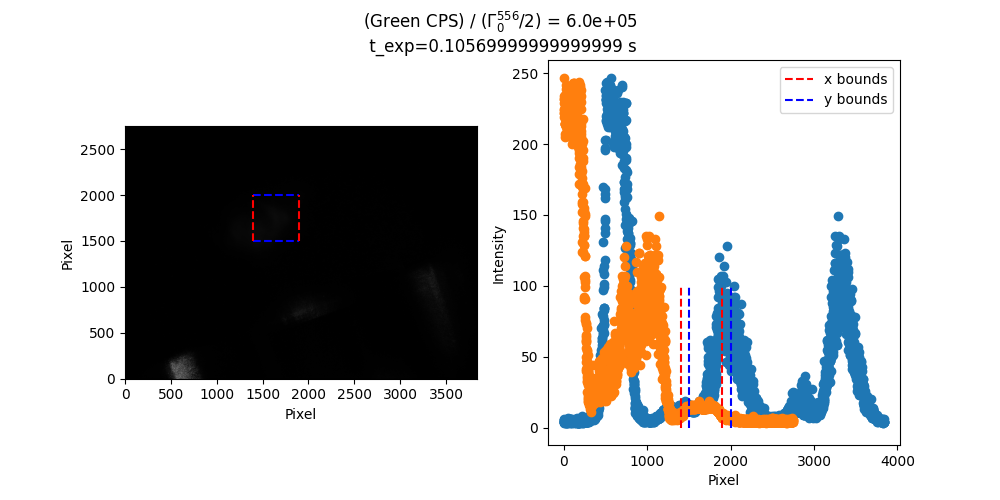 (Green CPS) / (Γ₀⁵⁵⁶/2) = 6.0e+05
t_exp=0.10569999999999999 s
2500
2000
1500
1000
500
0
0 500 1000 1500 2000 2500 3000 3500
Pixel
Pixel
250
200
150
100
50
0
0 1000 2000 3000 4000
Pixel
Intensity
x bounds
y bounds